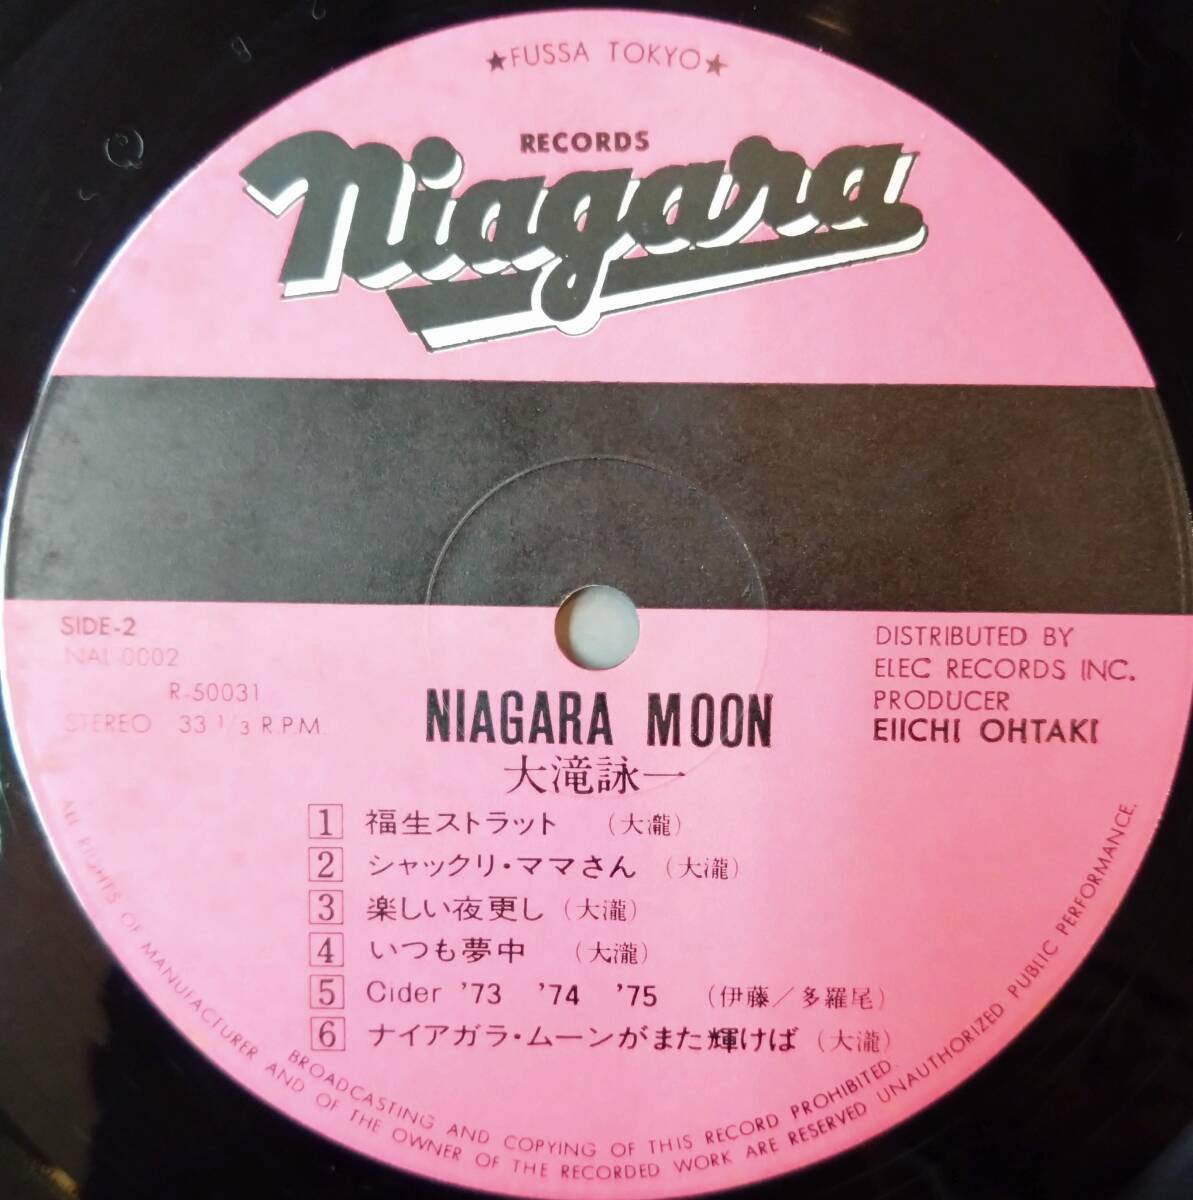 ★FUSSA TOKYO★
RECORDS
Niagara
SIDE-2
NAL-0002
R-50031
STEREO 33 1/3 R.P.M.
DISTRIBUTED BY
ELEC RECORDS INC.
PRODUCER
EIICHI OHTAKI
NIAGARA MOON
大滝詠一
1 福生ストラット (大瀧)
2 シャックリ・ママさん (大瀧)
3 楽しい夜更し (大瀧)
4 いつも夢中 (大瀧)
5 Cider '73 '74 '75 (伊藤/多羅尾)
6 ナイアガラ・ムーンがまた輝けば (大瀧)
ALL RIGHTS OF MANUFACTURER AND OF THE OWNER OF THE RECORDED WORK ARE RESERVED UNAUTHORIZED PUBLIC PERFORMANCE.
BROADCASTING AND COPYING OF THIS RECORD PROHIBITED.